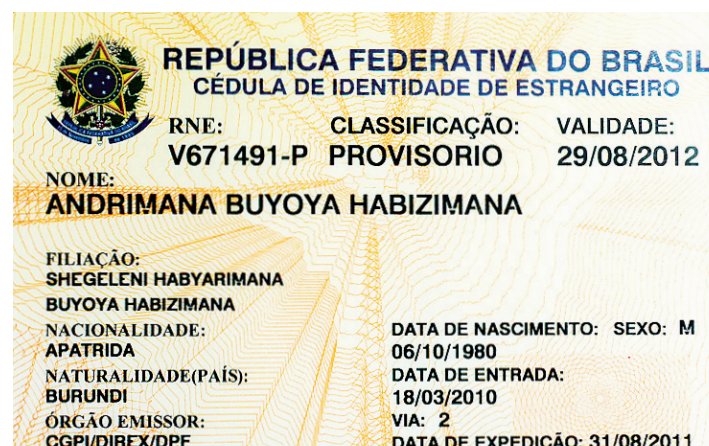 REPÚBLICA FEDERATIVA DO BRASIL
CÉDULA DE IDENTIDADE DE ESTRANGEIRO
RNE: CLASSIFICAÇÃO: VALIDADE:
V671491-P PROVISORIO 29/08/2012
NOME:
ANDRIMANA BUYOYA HABIZIMANA
FILIAÇÃO:
SHEGELENI HABYARIMANA
BUYOYA HABIZIMANA
NACIONALIDADE: DATA DE NASCIMENTO: SEXO: M
APATRIDA 06/10/1980
NATURALIDADE(PAÍS): DATA DE ENTRADA:
BURUNDI 18/03/2010
ÓRGÃO EMISSOR: VIA: 2
CGPI/DIREX/DPF DATA DE EXPEDIÇÃO: 31/08/2011